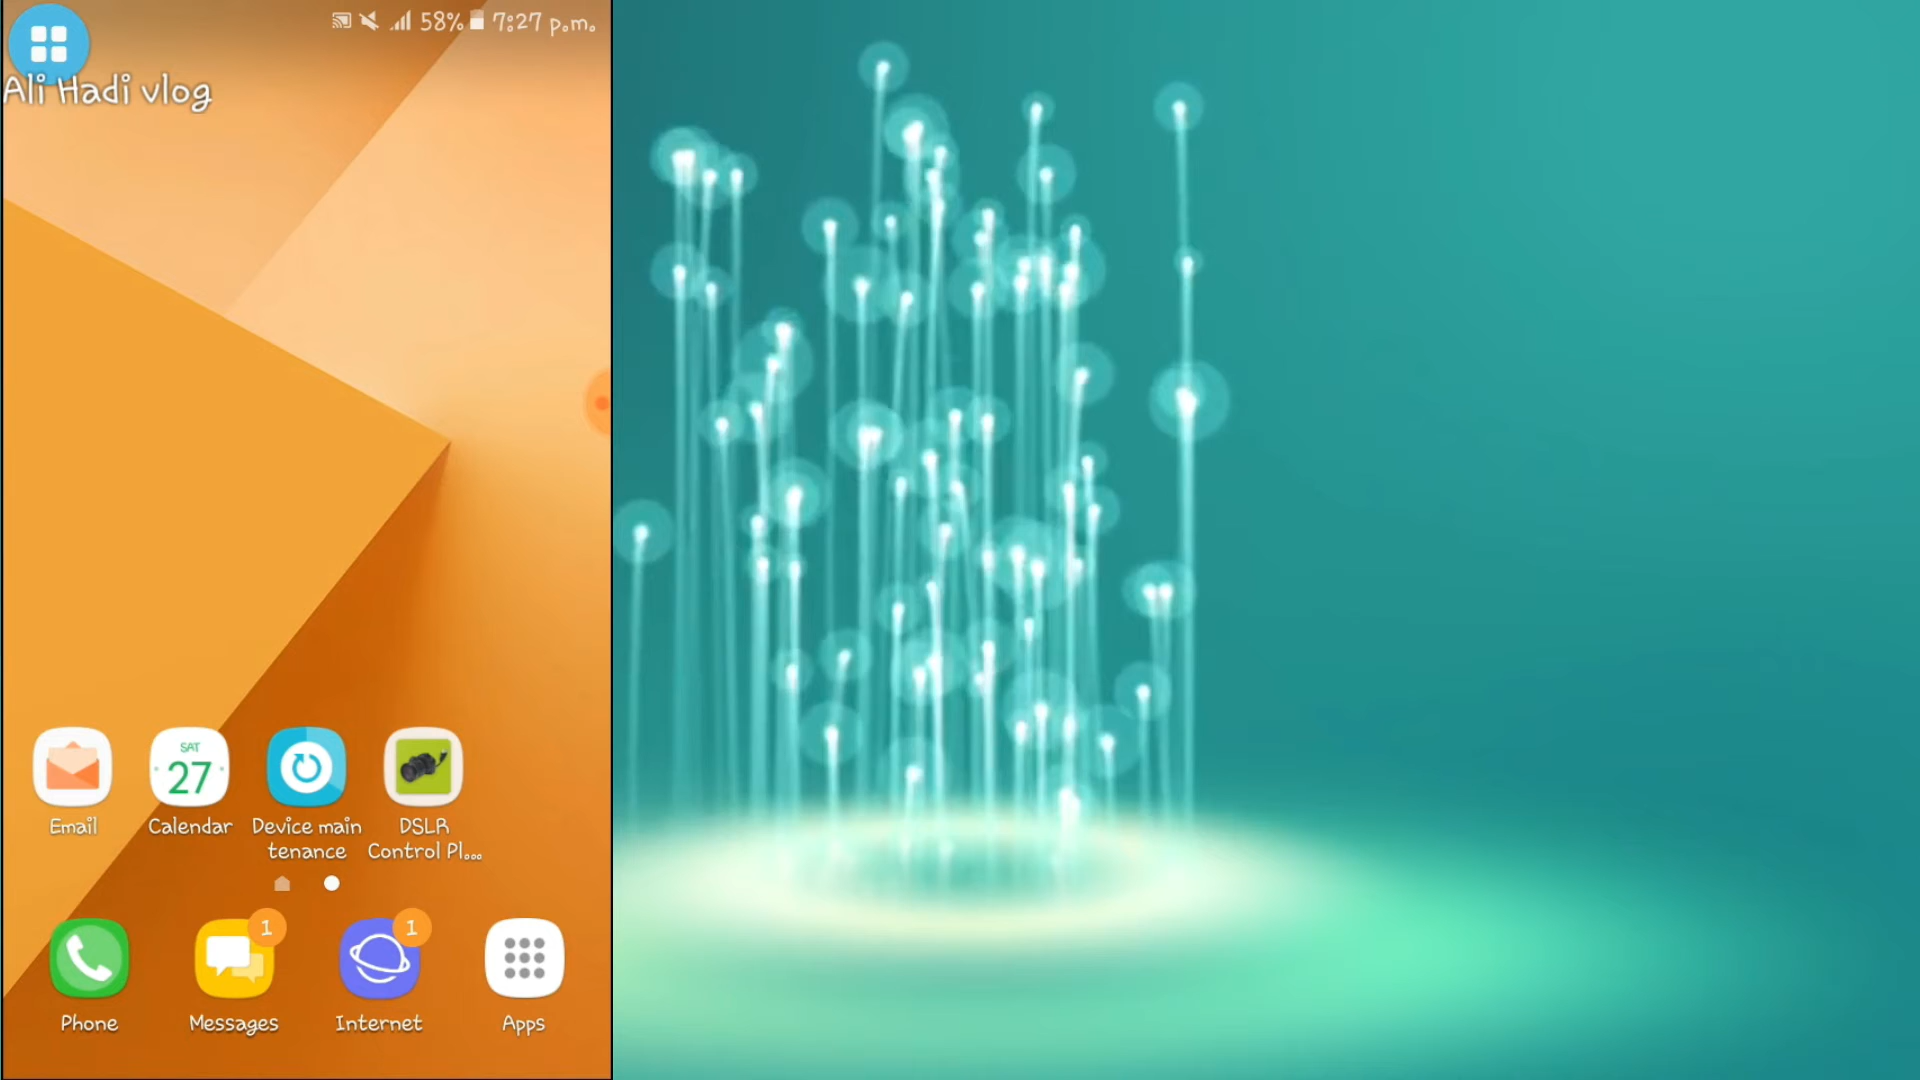 58% 7:27 p.m.
Ali Hadi vlog
SAT
27
Email
Calendar
Device main
tenance
DSLR
Control Pl...
1
1
Phone
Messages
Internet
Apps